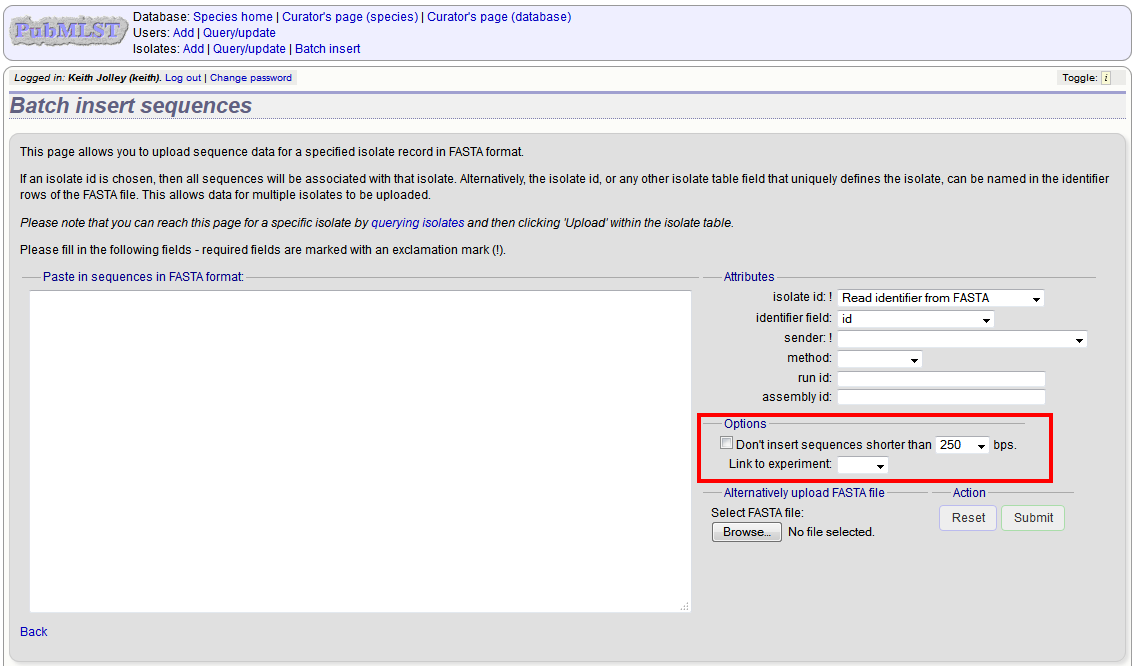 PubMLST
Database: Species home | Curator's page (species) | Curator's page (database)
Users: Add | Query/update
Isolates: Add | Query/update | Batch insert
Logged in: Keith Jolley (keith). Log out | Change password
Toggle: i
Batch insert sequences
This page allows you to upload sequence data for a specified isolate record in FASTA format.
If an isolate id is chosen, then all sequences will be associated with that isolate. Alternatively, the isolate id, or any other isolate table field that uniquely defines the isolate, can be named in the identifier
rows of the FASTA file. This allows data for multiple isolates to be uploaded.
Please note that you can reach this page for a specific isolate by querying isolates and then clicking 'Upload' within the isolate table.
Please fill in the following fields - required fields are marked with an exclamation mark (!).
Paste in sequences in FASTA format:
Attributes
isolate id: ! Read identifier from FASTA
identifier field: id
sender: !
method:
run id:
assembly id:
Options
Don't insert sequences shorter than 250 bps.
Link to experiment:
Alternatively upload FASTA file
Select FASTA file:
Browse... No file selected.
Action
Reset Submit
Back